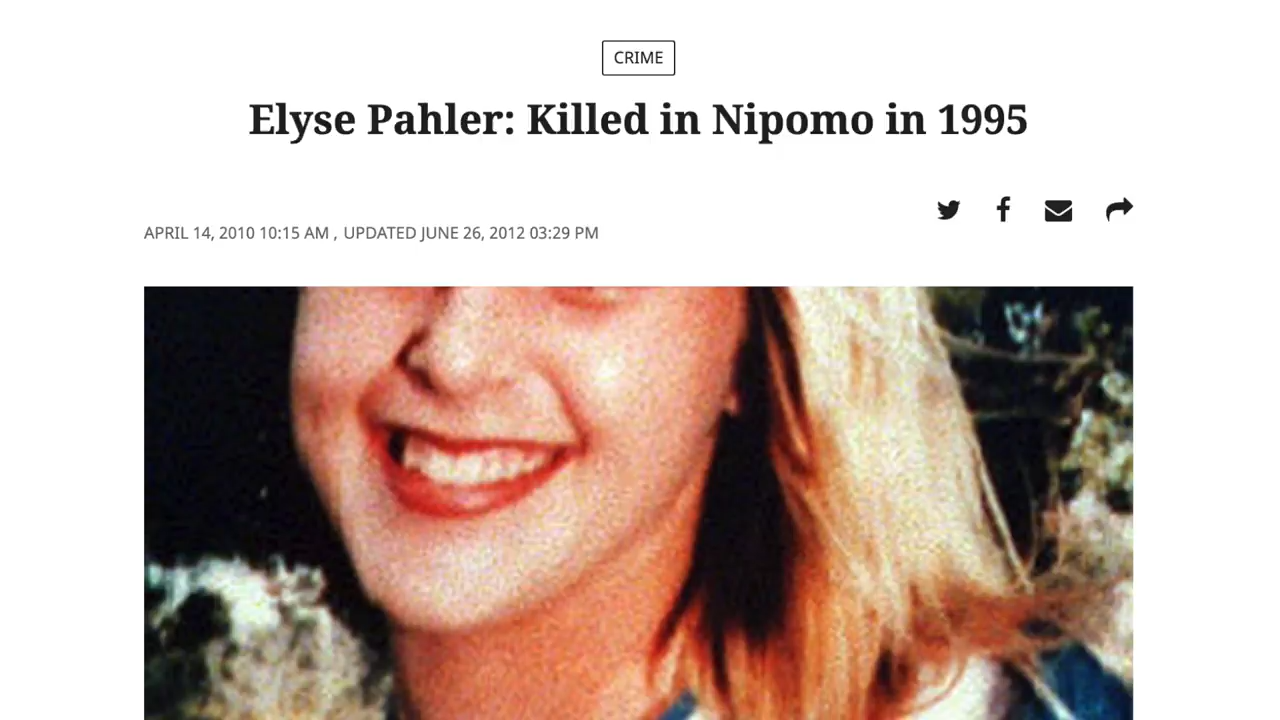 CRIME
Elyse Pahler: Killed in Nipomo in 1995
APRIL 14, 2010 10:15 AM , UPDATED JUNE 26, 2012 03:29 PM